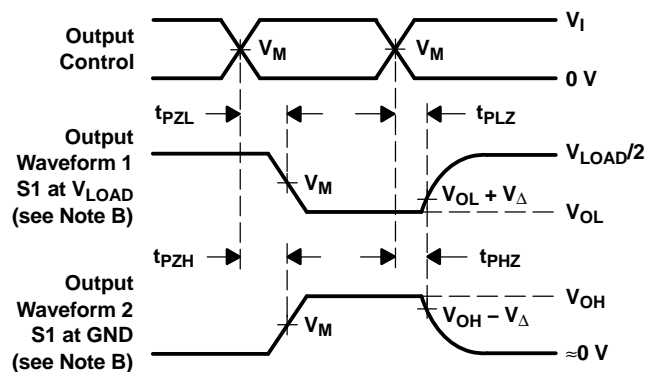 Output
Control
V_M
V_M
V_I
0 V
t_PZL
t_PLZ
Output
Waveform 1
S1 at V_LOAD
(see Note B)
V_M
V_LOAD/2
V_OL + V_Δ
V_OL
t_PZH
t_PHZ
Output
Waveform 2
S1 at GND
(see Note B)
V_M
V_OH
V_OH − V_Δ
≈0 V